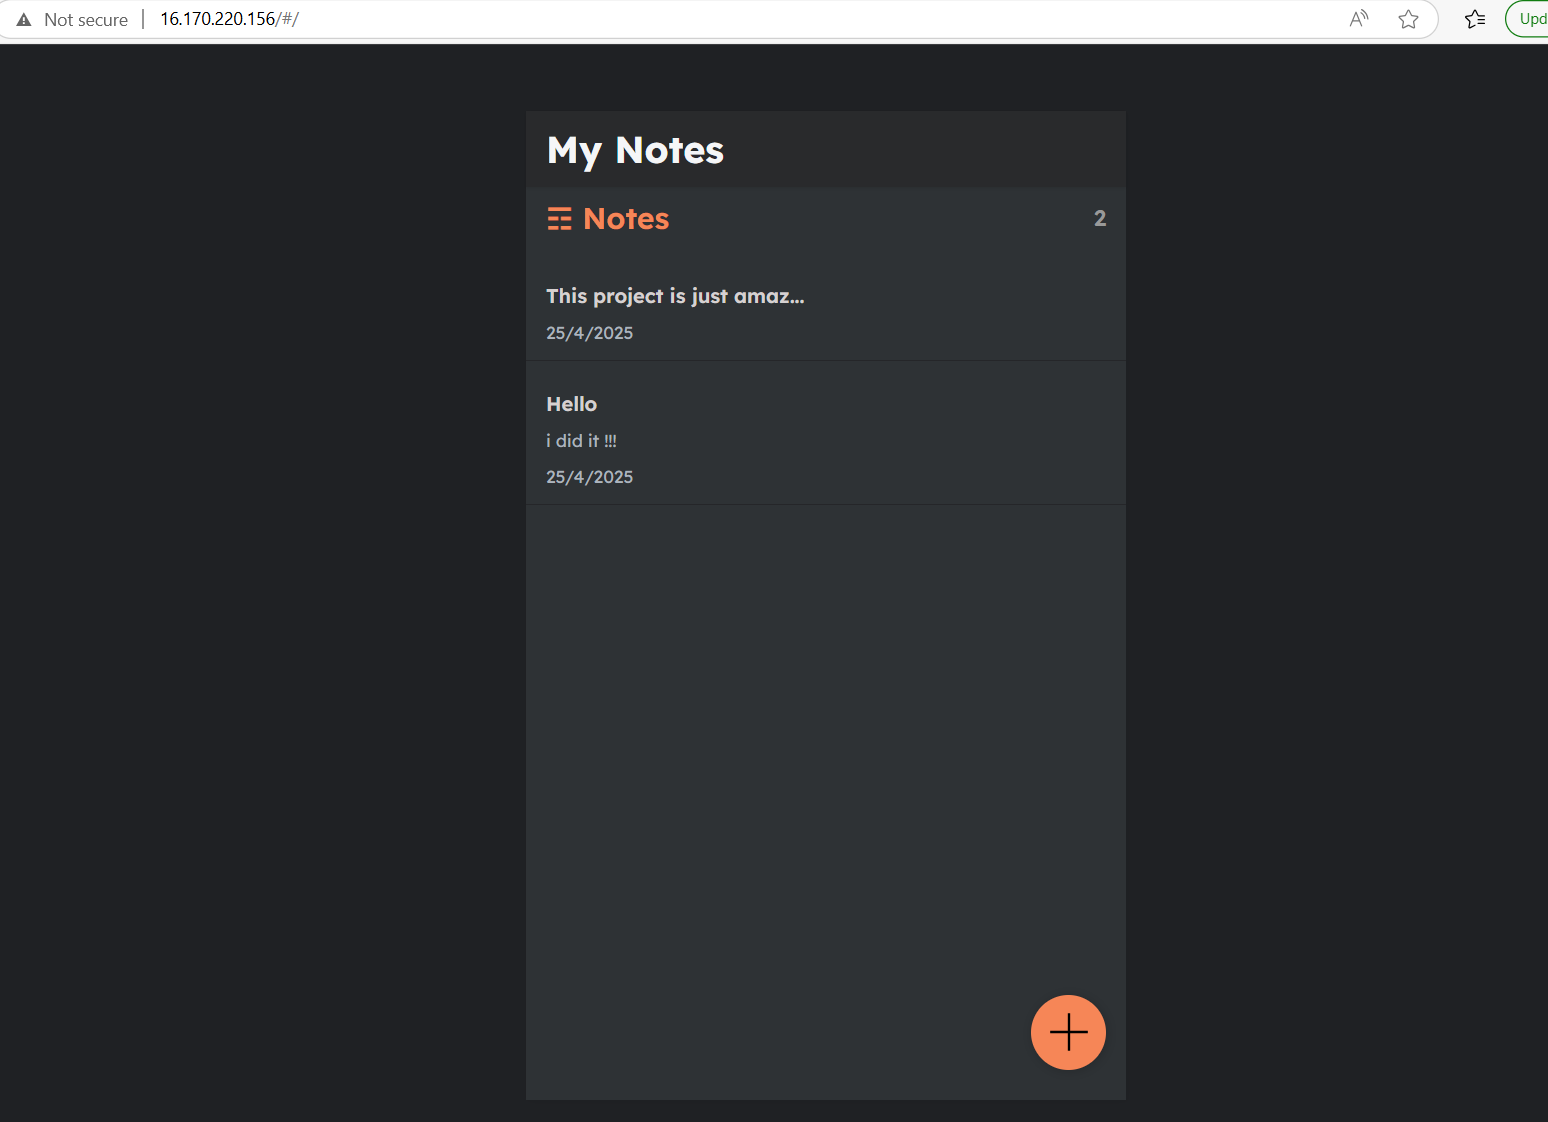 Not secure 16.170.220.156/#/ A Upd
My Notes
Notes 2
This project is just amaz...
25/4/2025
Hello
i did it !!!
25/4/2025